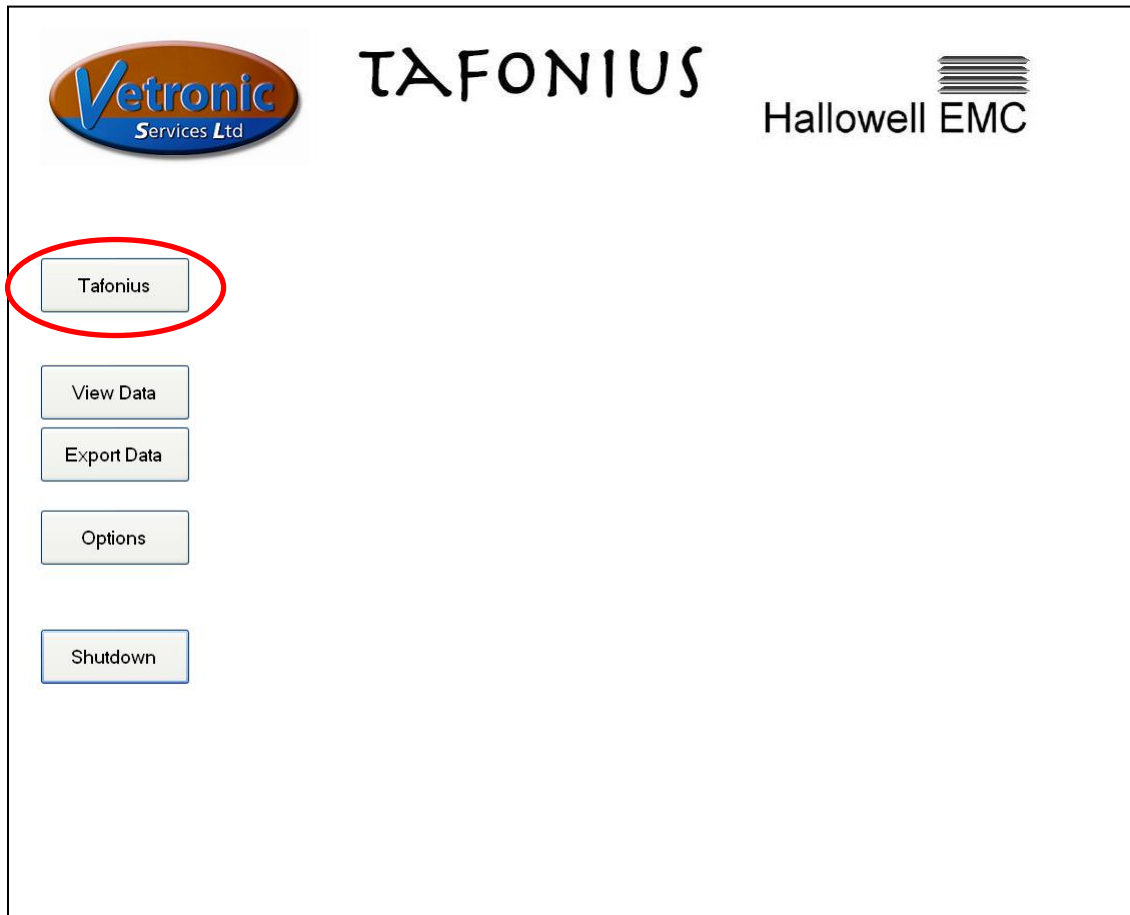 Vetronic
Services Ltd
TAFONIUS
Hallowell EMC
Tafonius
View Data
Export Data
Options
Shutdown